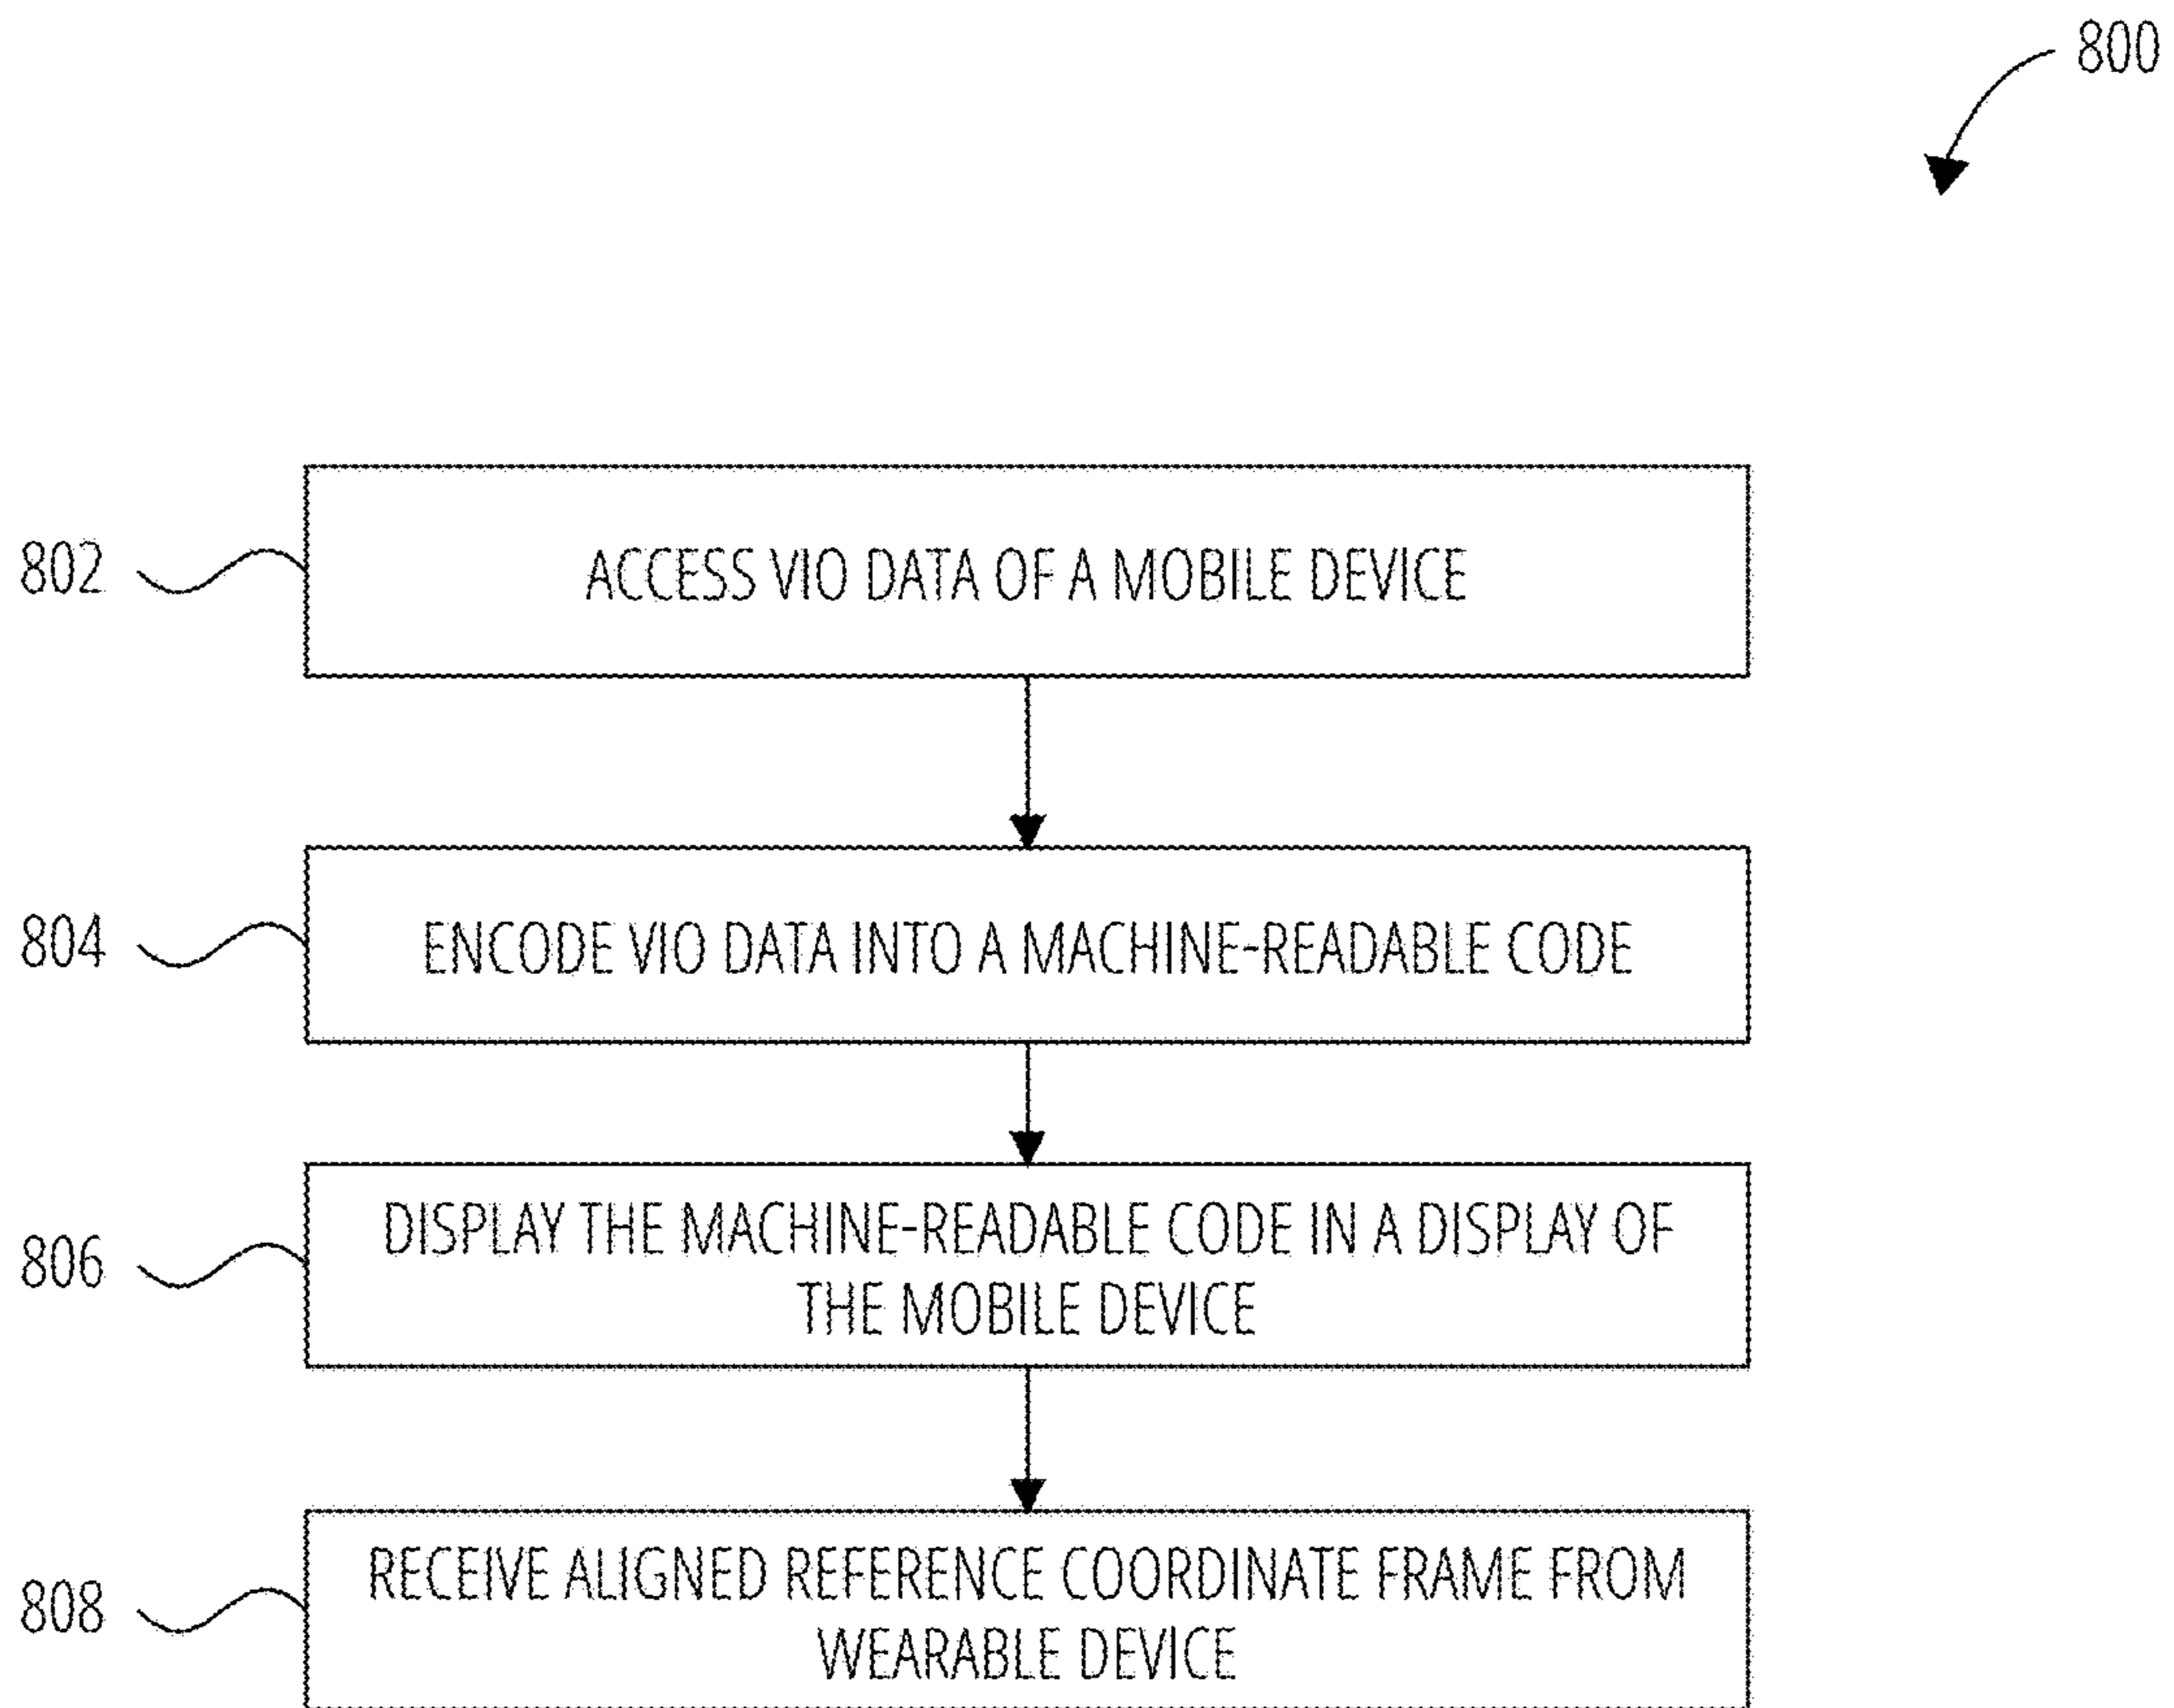 800
802
ACCESS VIO DATA OF A MOBILE DEVICE
804
ENCODE VIO DATA INTO A MACHINE-READABLE CODE
806
DISPLAY THE MACHINE-READABLE CODE IN A DISPLAY OF
THE MOBILE DEVICE
808
RECEIVE ALIGNED REFERENCE COORDINATE FRAME FROM
WEARABLE DEVICE